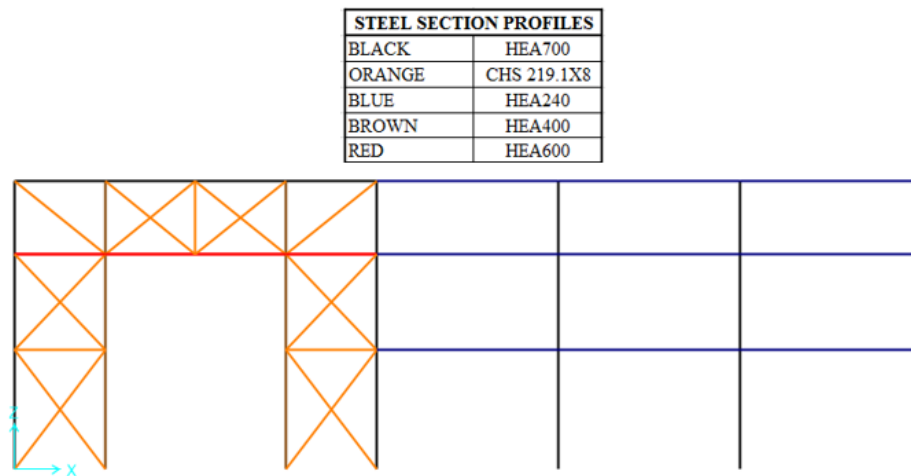 STEEL SECTION PROFILES
BLACK HEA700
ORANGE CHS 219.1X8
BLUE HEA240
BROWN HEA400
RED HEA600
Z
X